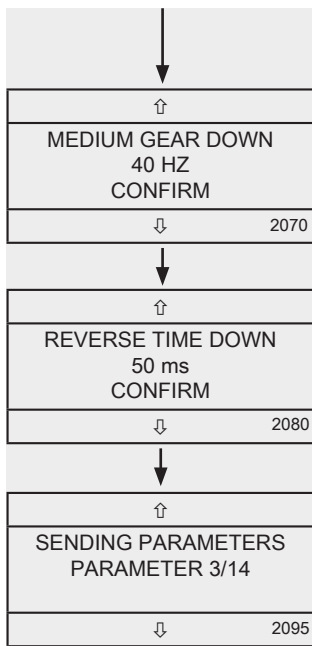 ⇧
MEDIUM GEAR DOWN
40 HZ
CONFIRM
⇩ 2070
⇧
REVERSE TIME DOWN
50 ms
CONFIRM
⇩ 2080
⇧
SENDING PARAMETERS
PARAMETER 3/14
⇩ 2095